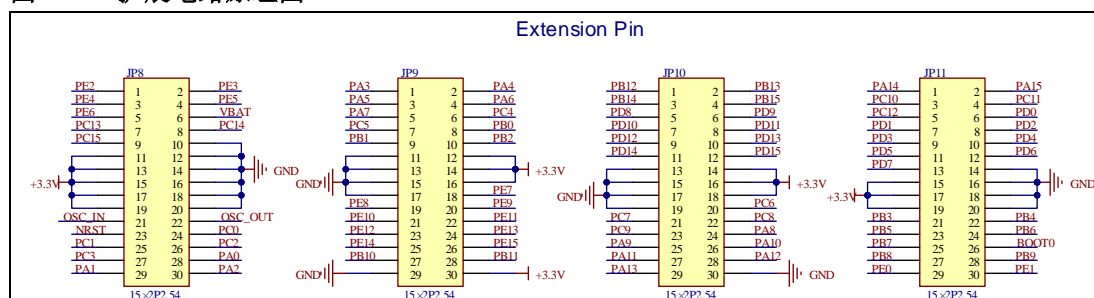 Extension Pin
JP8
PE2 1 2 PE3
PE4 3 4 PE5
PE6 5 6 VBAT
PC13 7 8 PC14
PC15 9 10
11 12
13 14 GND
+3.3V 15 16
17 18
19 20
OSC_IN 21 22 OSC_OUT
NRST 23 24 PC0
PC1 25 26 PC2
PC3 27 28 PA0
PA1 29 30 PA2
15×2P2.54
JP9
PA3 1 2 PA4
PA5 3 4 PA6
PA7 5 6 PC4
PC5 7 8 PB0
PB1 9 10 PB2
11 12
13 14 +3.3V
GND 15 16
17 18 PE7
PE8 19 20 PE9
PE10 21 22 PE11
PE12 23 24 PE13
PE14 25 26 PE15
PB10 27 28 PB11
GND 29 30 +3.3V
15×2P2.54
JP10
PB12 1 2 PB13
PB14 3 4 PB15
PD8 5 6 PD9
PD10 7 8 PD11
PD12 9 10 PD13
PD14 11 12 PD15
13 14
15 16 +3.3V
GND 17 18
19 20 PC6
PC7 21 22 PC8
PC9 23 24 PA8
PA9 25 26 PA10
PA11 27 28 PA12
PA13 29 30 GND
15×2P2.54
JP11
PA14 1 2 PA15
PC10 3 4 PC11
PC12 5 6 PD0
PD1 7 8 PD2
PD3 9 10 PD4
PD5 11 12 PD6
PD7 13 14
15 16 GND
+3.3V 17 18
19 20
PB3 21 22 PB4
PB5 23 24 PB6
PB7 25 26 BOOT0
PB8 27 28 PB9
PE0 29 30 PE1
15×2P2.54